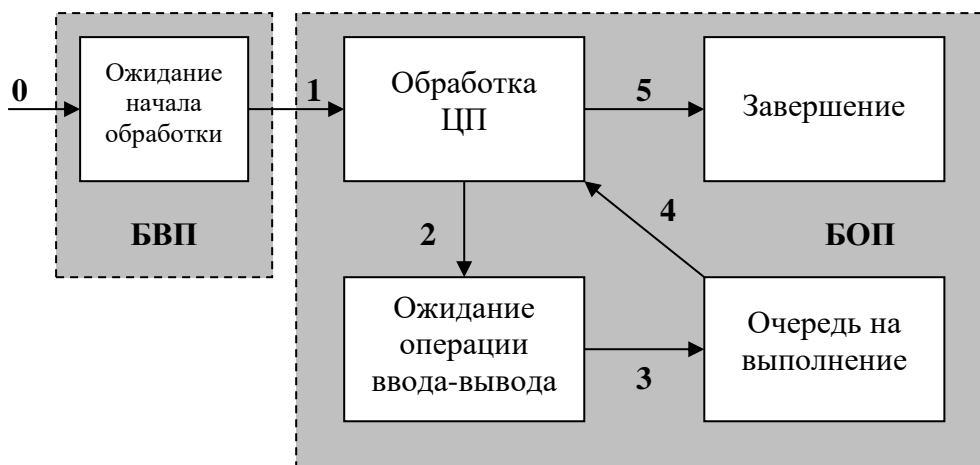 0
Ожидание
начала
обработки
БВП
1
Обработка
ЦП
5
Завершение
2
4
БОП
Ожидание
операции
ввода-вывода
3
Очередь на
выполнение